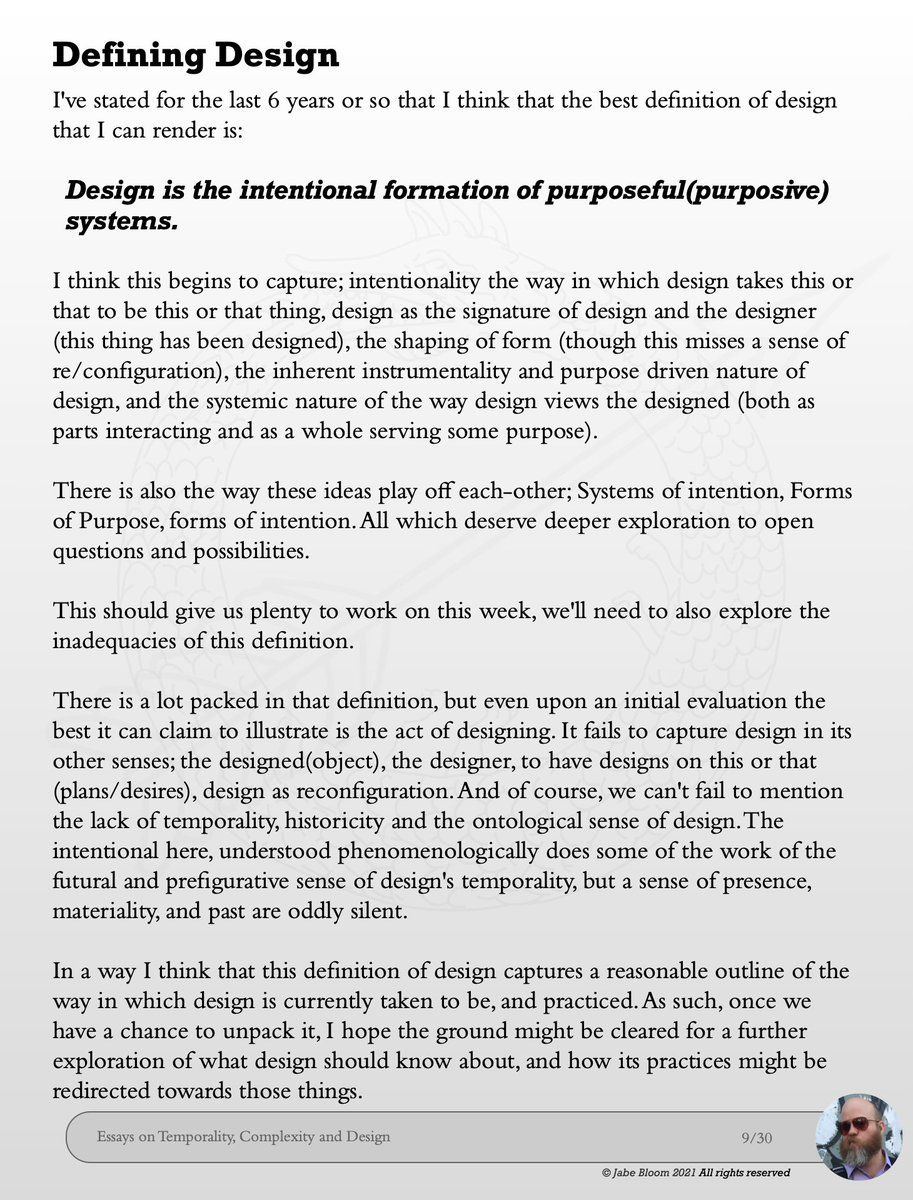 Defining Design
I've stated for the last 6 years or so that I think that the best definition of design
that I can render is:
Design is the intentional formation of purposeful(purposive)
systems.
I think this begins to capture; intentionality the way in which design takes this or
that to be this or that thing, design as the signature of design and the designer
(this thing has been designed), the shaping of form (though this misses a sense of
re/configuration), the inherent instrumentality and purpose driven nature of
design, and the systemic nature of the way design views the designed (both as
parts interacting and as a whole serving some purpose).
There is also the way these ideas play off each-other; Systems of intention, Forms
of Purpose, forms of intention. All which deserve deeper exploration to open
questions and possibilities.
This should give us plenty to work on this week, we'll need to also explore the
inadequacies of this definition.
There is a lot packed in that definition, but even upon an initial evaluation the
best it can claim to illustrate is the act of designing. It fails to capture design in its
other senses; the designed(object), the designer, to have designs on this or that
(plans/desires), design as reconfiguration. And of course, we can't fail to mention
the lack of temporality, historicity and the ontological sense of design. The
intentional here, understood phenomenologically does some of the work of the
futural and prefigurative sense of design's temporality, but a sense of presence,
materiality, and past are oddly silent.
In a way I think that this definition of design captures a reasonable outline of the
way in which design is currently taken to be, and practiced. As such, once we
have a chance to unpack it, I hope the ground might be cleared for a further
exploration of what design should know about, and how its practices might be
redirected towards those things.
Essays on Temporality, Complexity and Design 9/30
© Jabe Bloom 2021 All rights reserved